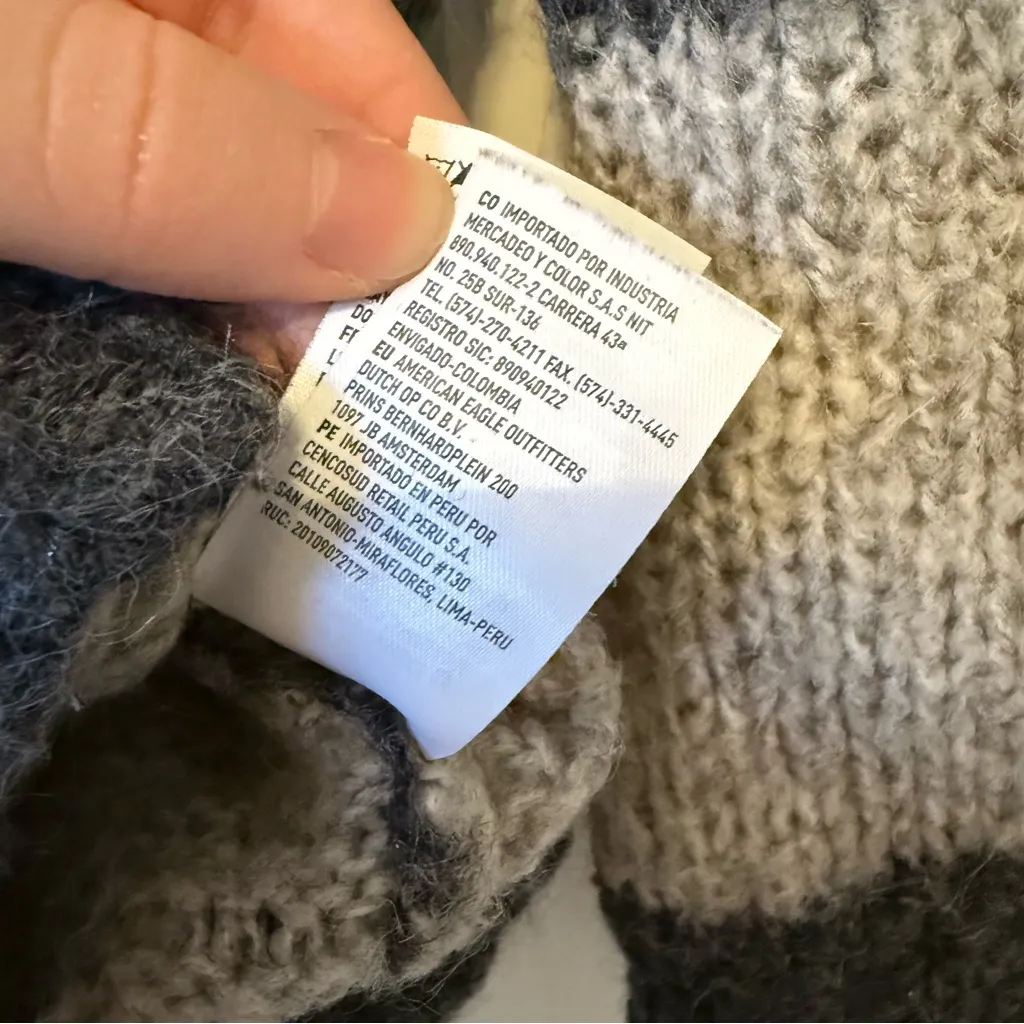 CO IMPORTADO POR INDUSTRIA
MERCADEO Y COLOR S.A.S NIT
890.940.122-2 CARRERA 43a
NO. 25B SUR-136
TEL. (574)-270-4211 FAX. (574)-331-4445
REGISTRO SIC: 890940122
ENVIGADO-COLOMBIA
EU AMERICAN EAGLE OUTFITTERS
DUTCH OP CO B.V.
PRINS BERNHARDPLEIN 200
1097 JB AMSTERDAM
PE IMPORTADO EN PERU POR
CENCOSUD RETAIL PERU S.A.
CALLE AUGUSTO ANGULO #130
SAN ANTONIO-MIRAFLORES, LIMA-PERU
RUC: 20109072177